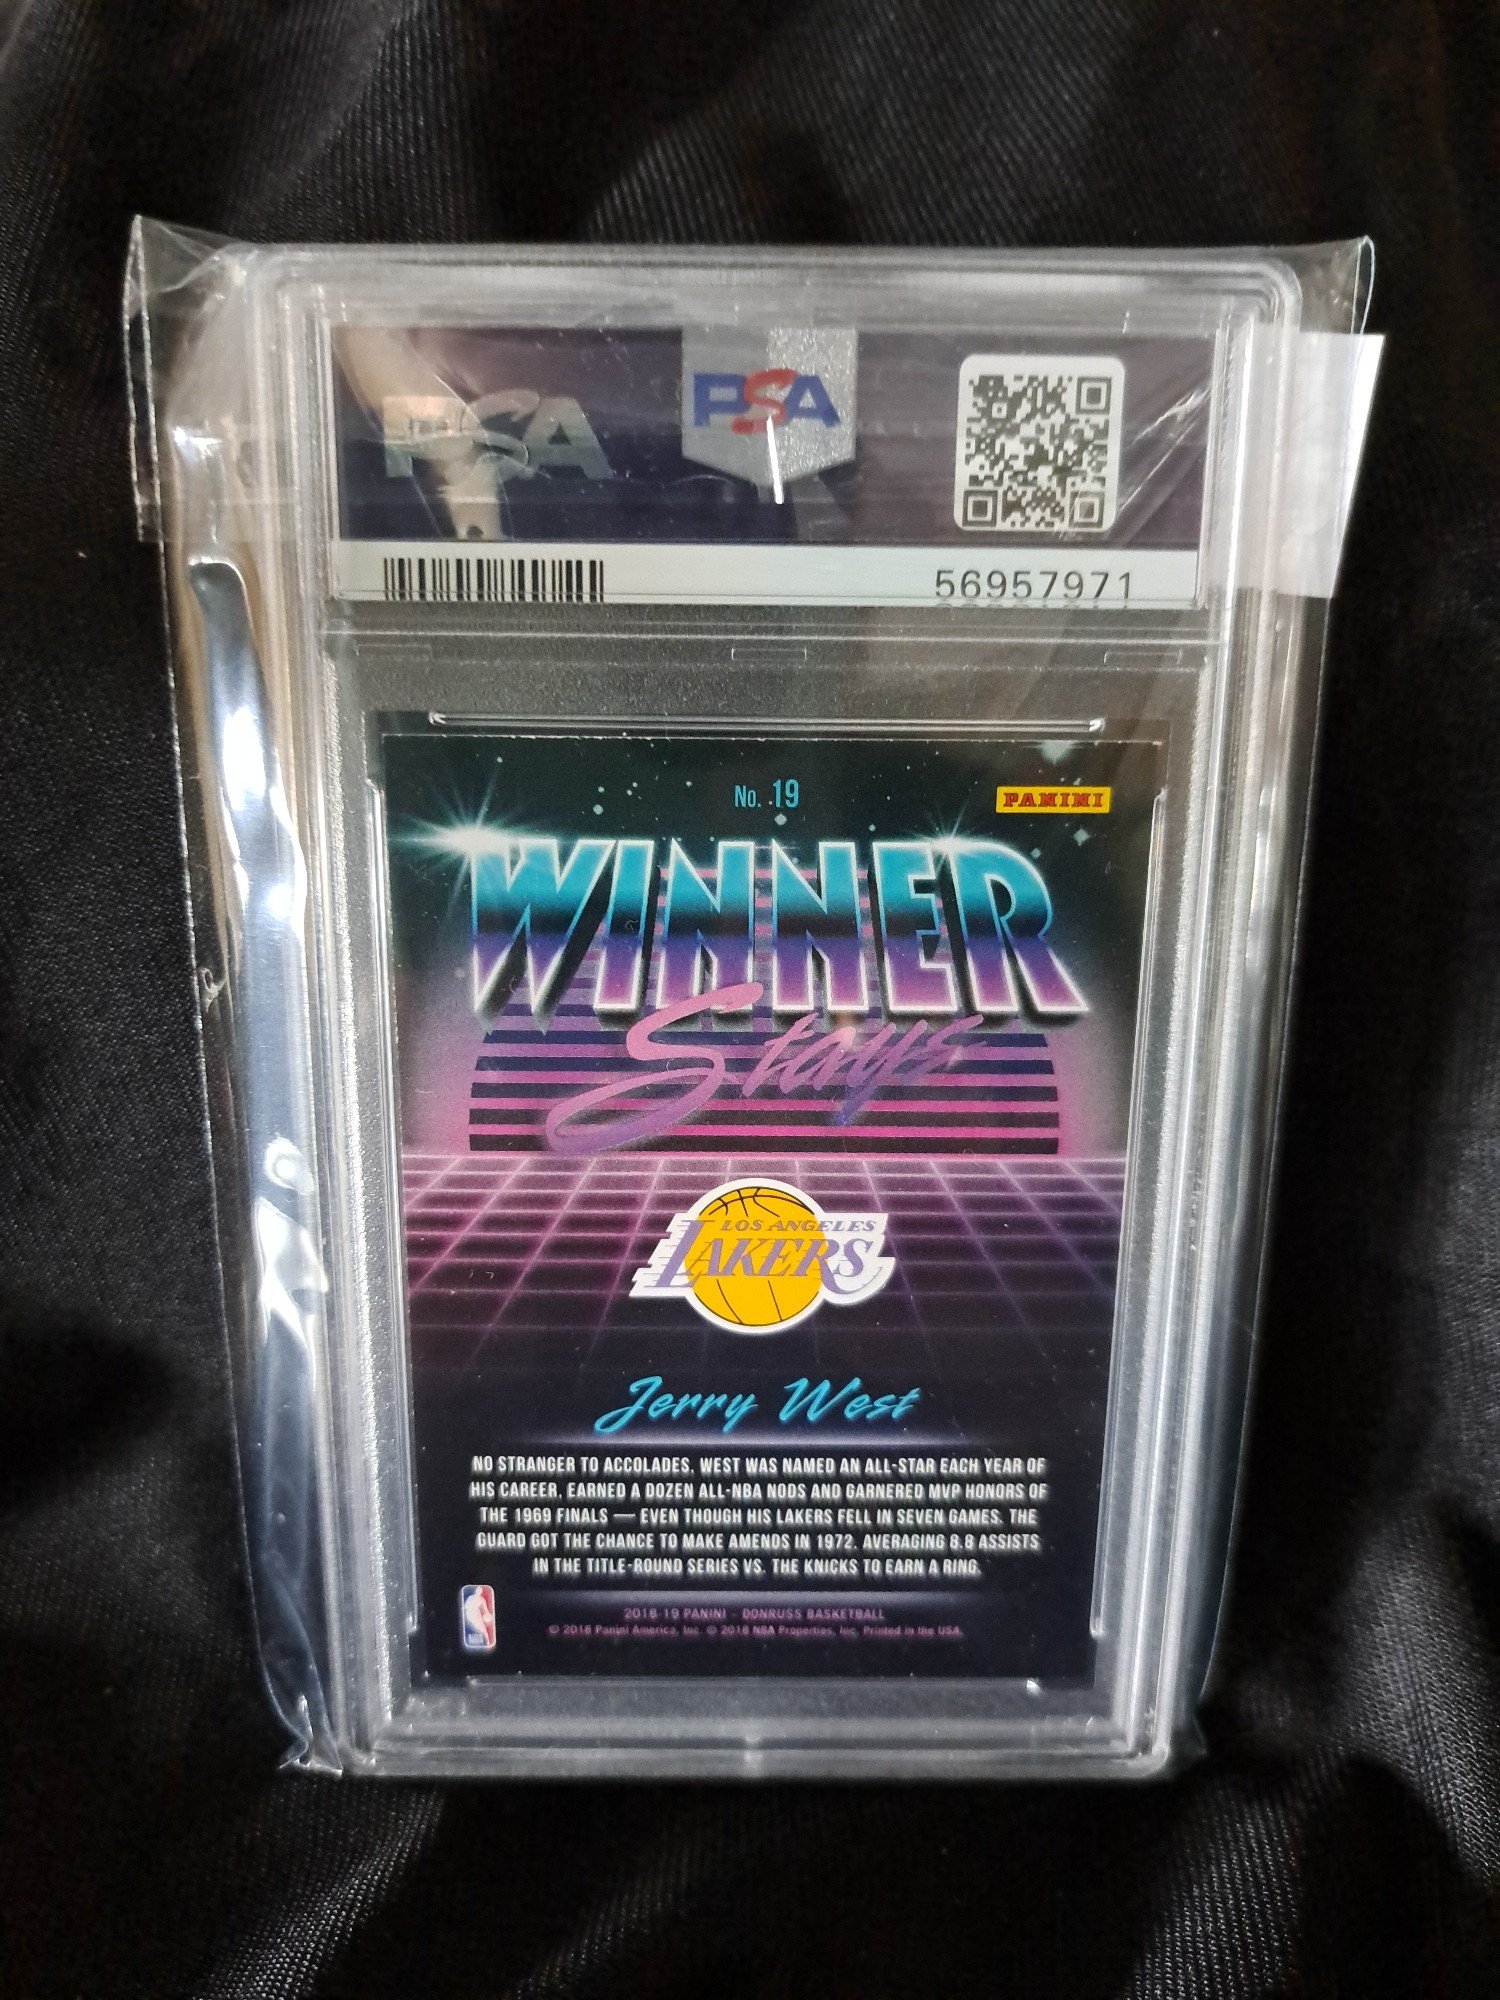 PSA
PSA
56957971
No. 19
PANINI
WINNER
Stays
LOS ANGELES
LAKERS
Jerry West
NO STRANGER TO ACCOLADES, WEST WAS NAMED AN ALL-STAR EACH YEAR OF
HIS CAREER, EARNED A DOZEN ALL-NBA NODS AND GARNERED MVP HONORS OF
THE 1969 FINALS — EVEN THOUGH HIS LAKERS FELL IN SEVEN GAMES. THE
GUARD GOT THE CHANCE TO MAKE AMENDS IN 1972, AVERAGING 8.8 ASSISTS
IN THE TITLE-ROUND SERIES VS. THE KNICKS TO EARN A RING.
NBA
2018-19 PANINI - DONRUSS BASKETBALL
© 2018 Panini America, Inc. © 2018 NBA Properties, Inc. Printed in the USA.